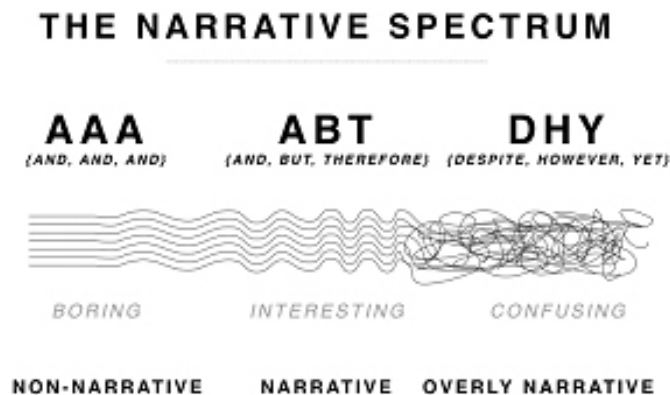 THE NARRATIVE SPECTRUM
AAA ABT DHY
{AND, AND, AND} {AND, BUT, THEREFORE} {DESPITE, HOWEVER, YET}
BORING INTERESTING CONFUSING
NON-NARRATIVE NARRATIVE OVERLY NARRATIVE